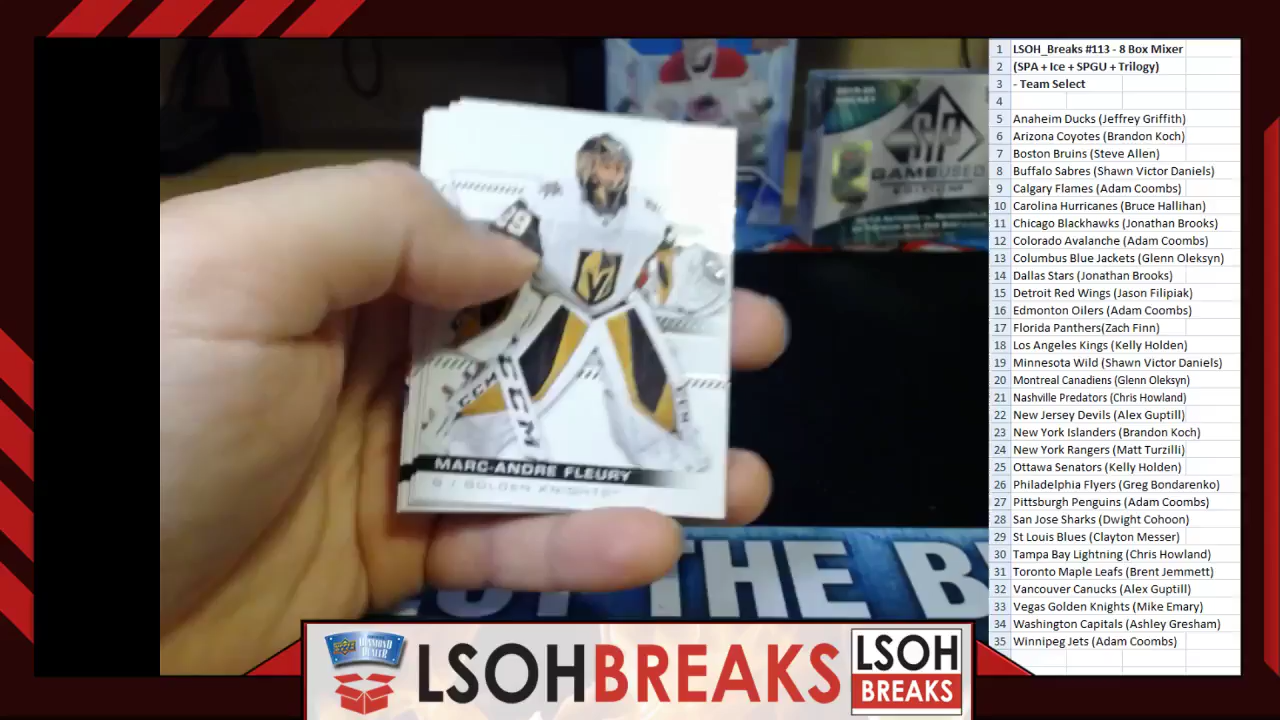 1 LSOH_Breaks #113 - 8 Box Mixer
2 (SPA + Ice + SPGU + Trilogy)
3 - Team Select
4
5 Anaheim Ducks (Jeffrey Griffith)
6 Arizona Coyotes (Brandon Koch)
7 Boston Bruins (Steve Allen)
8 Buffalo Sabres (Shawn Victor Daniels)
9 Calgary Flames (Adam Coombs)
10 Carolina Hurricanes (Bruce Hallihan)
11 Chicago Blackhawks (Jonathan Brooks)
12 Colorado Avalanche (Adam Coombs)
13 Columbus Blue Jackets (Glenn Oleksyn)
14 Dallas Stars (Jonathan Brooks)
15 Detroit Red Wings (Jason Filipiak)
16 Edmonton Oilers (Adam Coombs)
17 Florida Panthers(Zach Finn)
18 Los Angeles Kings (Kelly Holden)
19 Minnesota Wild (Shawn Victor Daniels)
20 Montreal Canadiens (Glenn Oleksyn)
21 Nashville Predators (Chris Howland)
22 New Jersey Devils (Alex Guptill)
23 New York Islanders (Brandon Koch)
24 New York Rangers (Matt Turzilli)
25 Ottawa Senators (Kelly Holden)
26 Philadelphia Flyers (Greg Bondarenko)
27 Pittsburgh Penguins (Adam Coombs)
28 San Jose Sharks (Dwight Cohoon)
29 St Louis Blues (Clayton Messer)
30 Tampa Bay Lightning (Chris Howland)
31 Toronto Maple Leafs (Brent Jemmett)
32 Vancouver Canucks (Alex Guptill)
33 Vegas Golden Knights (Mike Emary)
34 Washington Capitals (Ashley Gresham)
35 Winnipeg Jets (Adam Coombs)
SP
GAME USED
29
CCM
CCM
MARC-ANDRE FLEURY
G / GOLDEN KNIGHTS
THE B
DIAMOND
DEALER
LSOHBREAKS
LSOH
BREAKS